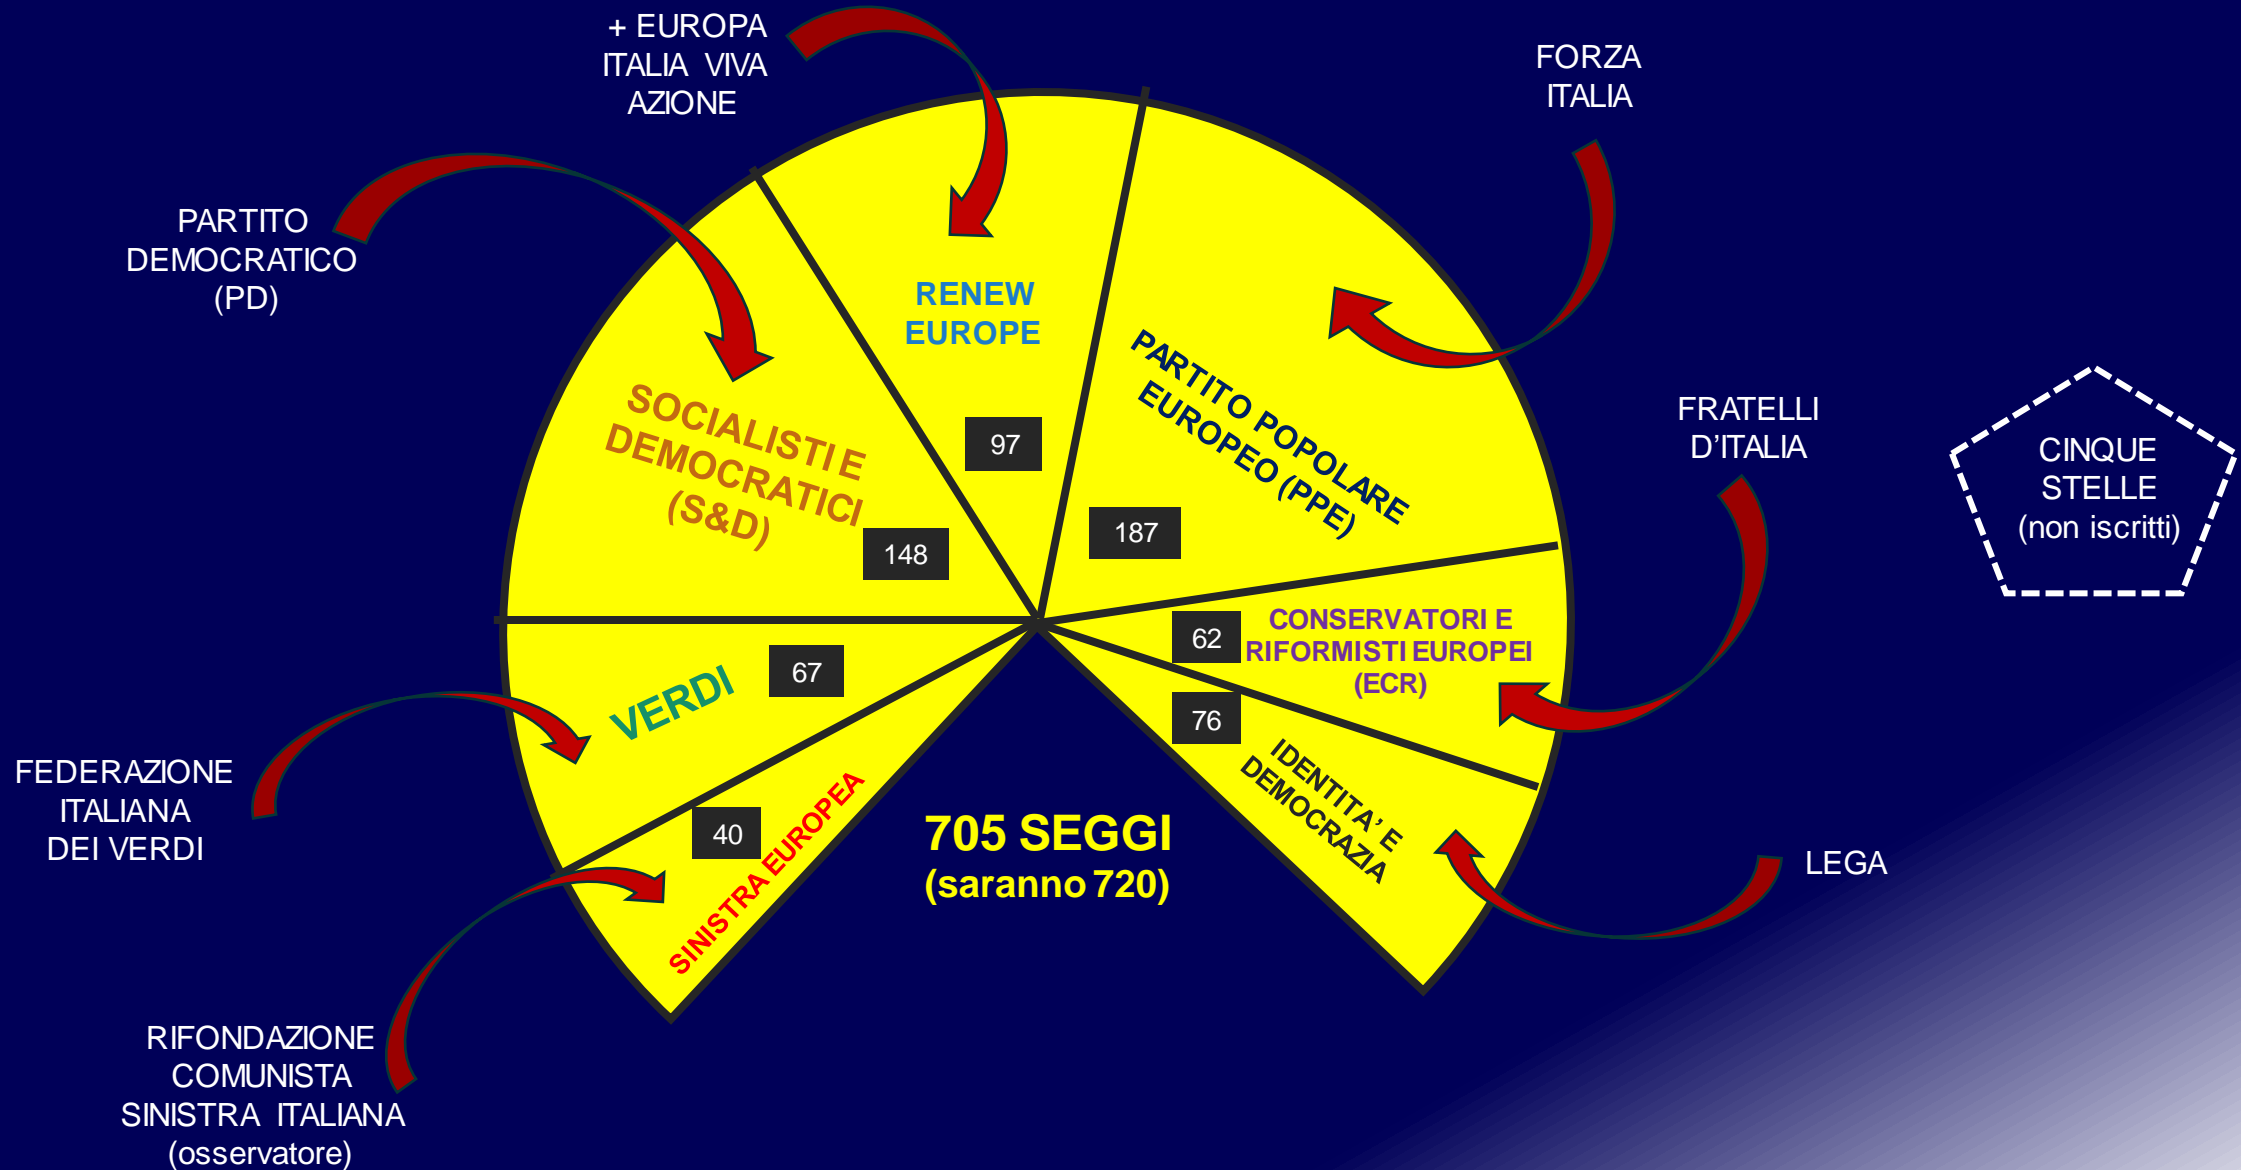 + EUROPA
ITALIA VIVA
AZIONE
FORZA
ITALIA
PARTITO
DEMOCRATICO
(PD)
RENEW
EUROPE
97
PARTITO POPOLARE
EUROPEO (PPE)
187
SOCIALISTI E
DEMOCRATICI
(S&D)
148
FRATELLI
D’ITALIA
CINQUE
STELLE
(non iscritti)
62
CONSERVATORI E
RIFORMISTI EUROPEI
(ECR)
VERDI
67
76
IDENTITA’ E
DEMOCRAZIA
FEDERAZIONE
ITALIANA
DEI VERDI
40
SINISTRA EUROPEA
705 SEGGI
(saranno 720)
LEGA
RIFONDAZIONE
COMUNISTA
SINISTRA ITALIANA
(osservatore)